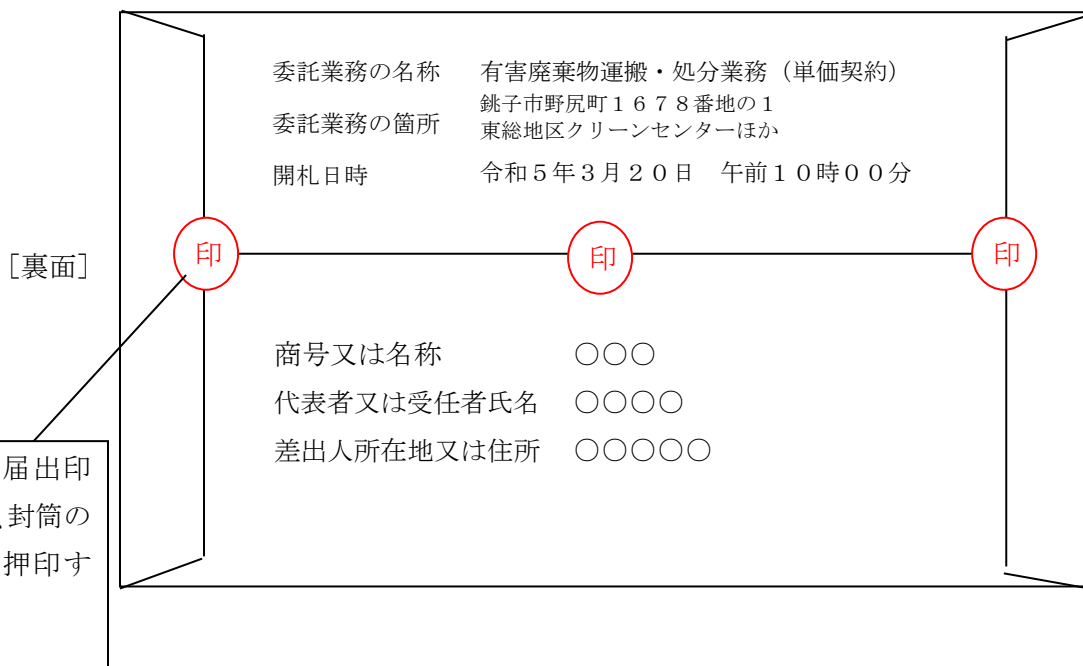 委託業務の名称　有害廃棄物運搬・処分業務（単価契約）
委託業務の箇所　銚子市野尻町１６７８番地の１
東総地区クリーンセンターほか
開札日時　令和５年３月２０日　午前１０時００分
［裏面］
印　印　印
商号又は名称　○○○
代表者又は受任者氏名　○○○○
差出人所在地又は住所　○○○○○
届出印
封筒の
押印す